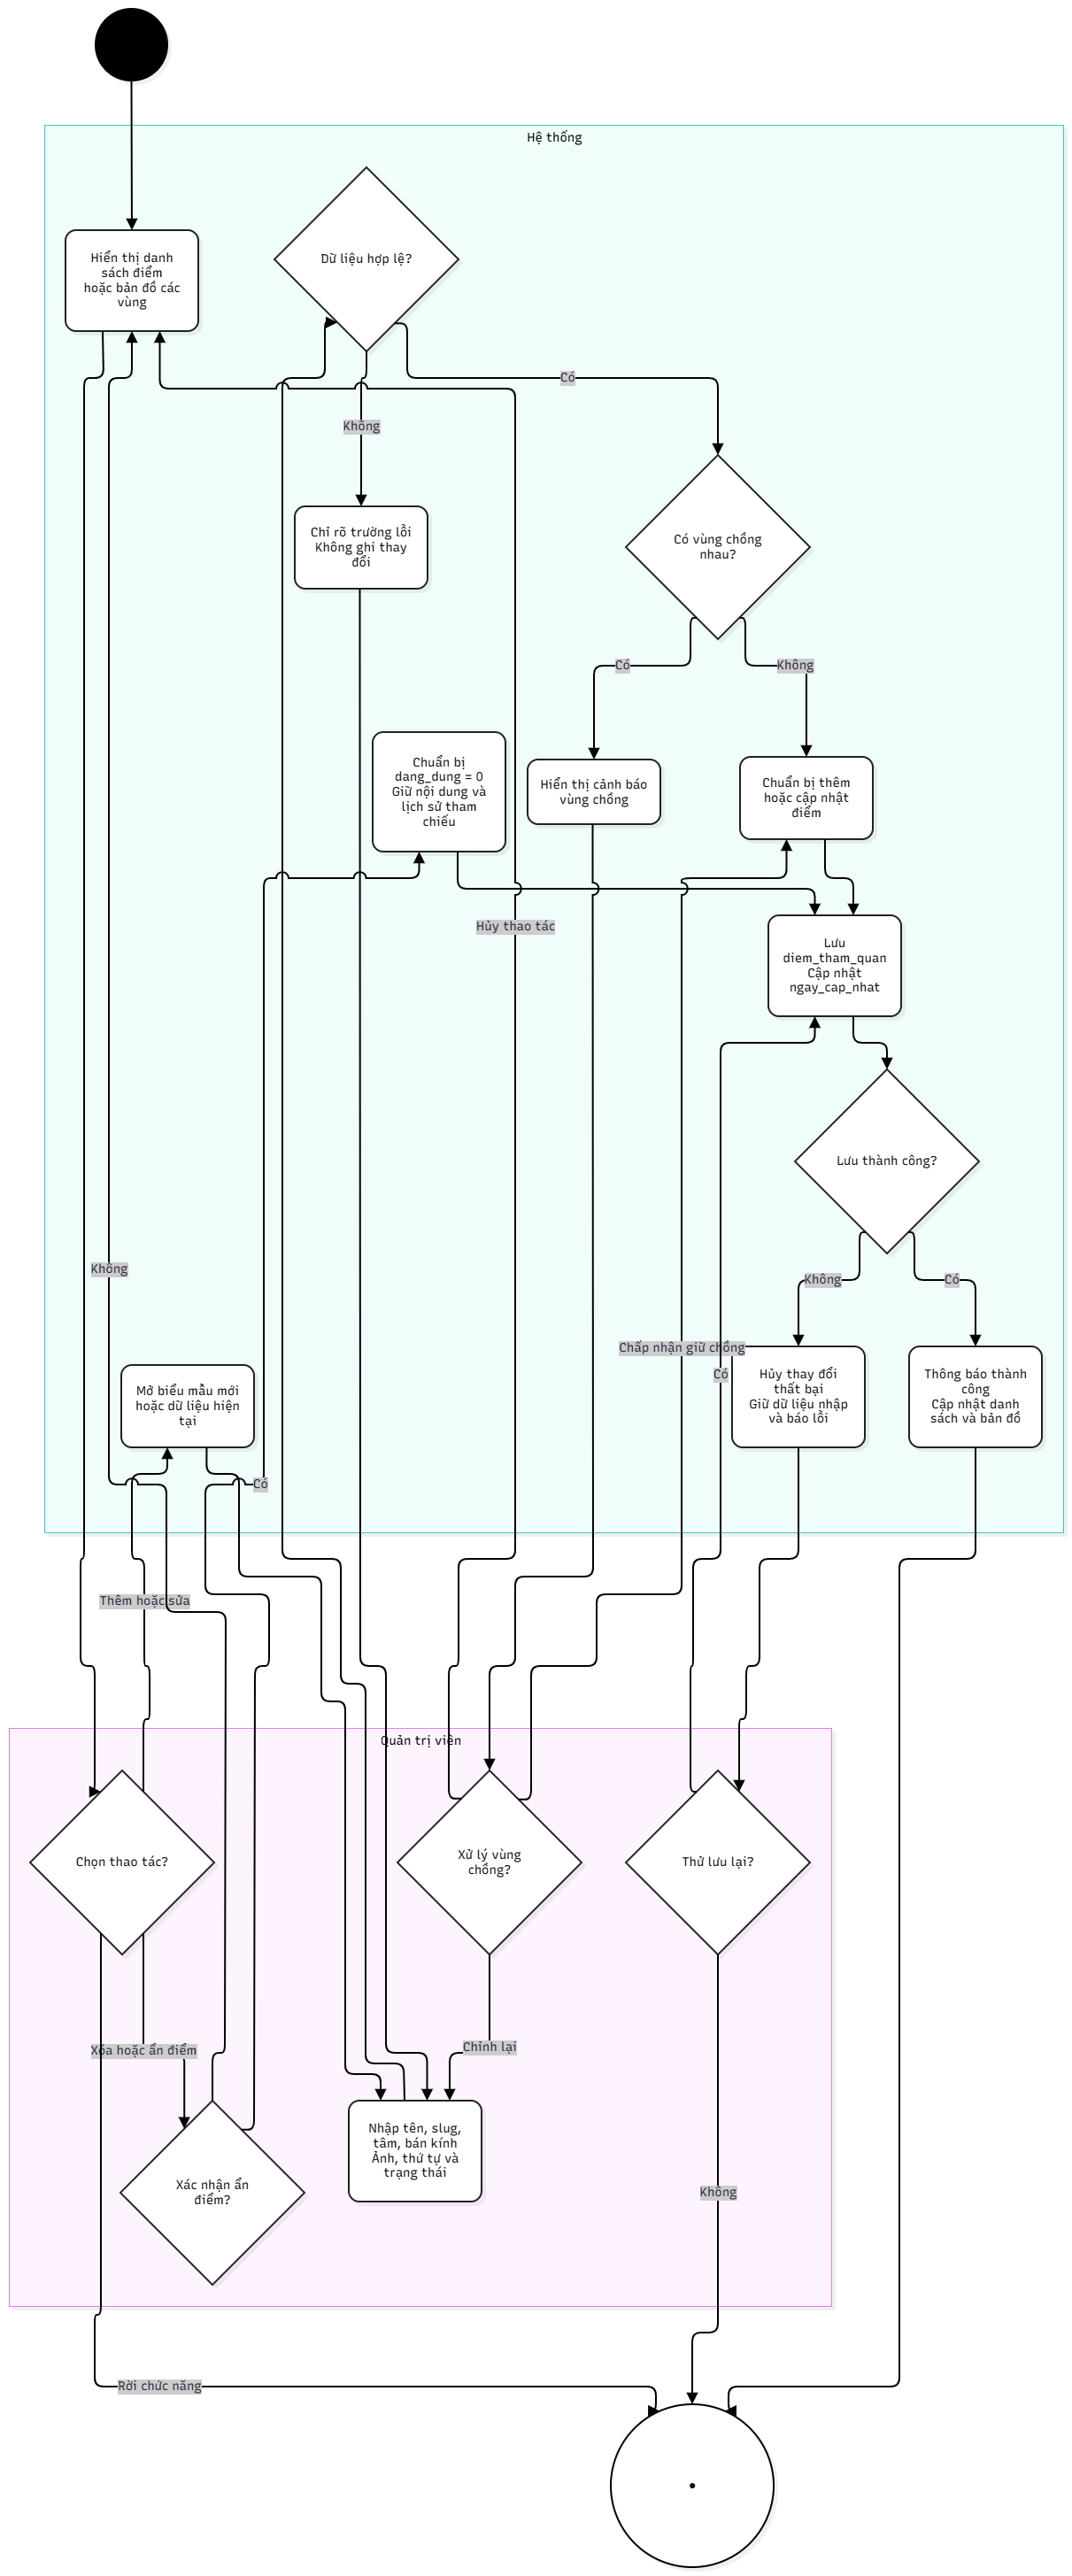 Hệ thống
Hiển thị danh
sách điểm
hoặc bản đồ các
vùng
Dữ liệu hợp lệ?
Có
Không
Chỉ rõ trường lỗi
Không ghi thay
đổi
Có vùng chồng
nhau?
Có
Không
Chuẩn bị
dang_dung = 0
Giữ nội dung và
lịch sử tham
chiếu
Hiển thị cảnh báo
vùng chồng
Chuẩn bị thêm
hoặc cập nhật
điểm
Hủy thao tác
Lưu
diem_tham_quan
Cập nhật
ngay_cap_nhat
Lưu thành công?
Không
Không
Có
Chấp nhận giữ chồng
Có
Mở biểu mẫu mới
hoặc dữ liệu hiện
tại
Hủy thay đổi
thất bại
Giữ dữ liệu nhập
và báo lỗi
Thông báo thành
công
Cập nhật danh
sách và bản đồ
Có
Thêm hoặc sửa
Quản trị viên
Chọn thao tác?
Xử lý vùng
chồng?
Thử lưu lại?
Xóa hoặc ẩn điểm
Chỉnh lại
Xác nhận ẩn
điểm?
Nhập tên, slug,
tâm, bán kính
Ảnh, thứ tự và
trạng thái
Không
Rời chức năng